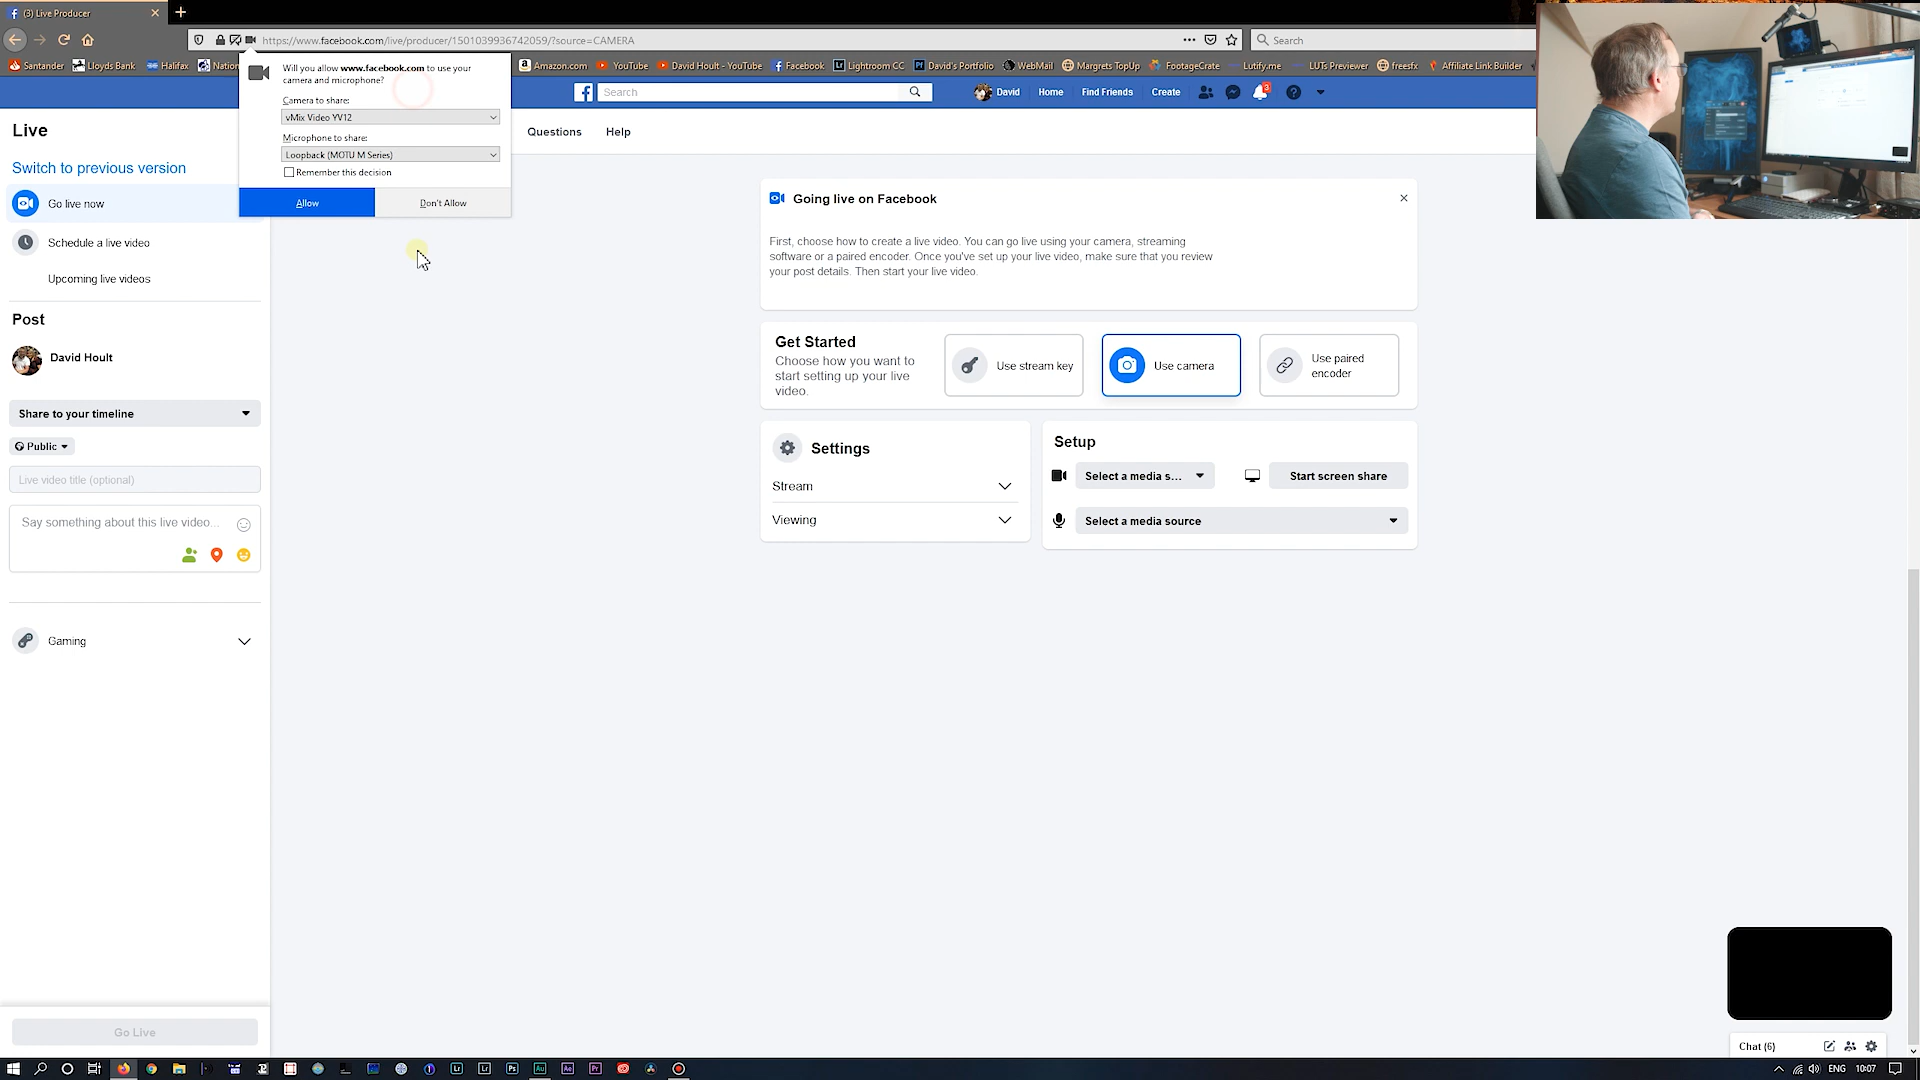 (3) Live Producer
https://www.facebook.com/live/producer/1501039936742059/?source=CAMERA
Search
Santander
Lloyds Bank
Halifax
Nation
Amazon.com
YouTube
David Hoult - YouTube
Facebook
Lightroom CC
David's Portfolio
WebMail
Margrets TopUp
FootageCrate
Lutify.me
LUTs Previewer
freesfx
Affiliate Link Builder
Will you allow www.facebook.com to use your
camera and microphone?
Camera to share:
vMix Video YV12
Microphone to share:
Loopback (MOTU M Series)
Remember this decision
Allow
Don't Allow
Search
David
Home
Find Friends
Create
3
Questions
Help
Live
Switch to previous version
Go live now
Schedule a live video
Upcoming live videos
Post
David Hoult
Share to your timeline
Public
Live video title (optional)
Say something about this live video...
Gaming
Go Live
Going live on Facebook
First, choose how to create a live video. You can go live using your camera, streaming
software or a paired encoder. Once you've set up your live video, make sure that you review
your post details. Then start your live video.
Get Started
Choose how you want to
start setting up your live
video.
Use stream key
Use camera
Use paired
encoder
Settings
Stream
Viewing
Setup
Select a media s...
Start screen share
Select a media source
Chat (6)
ENG
10:07